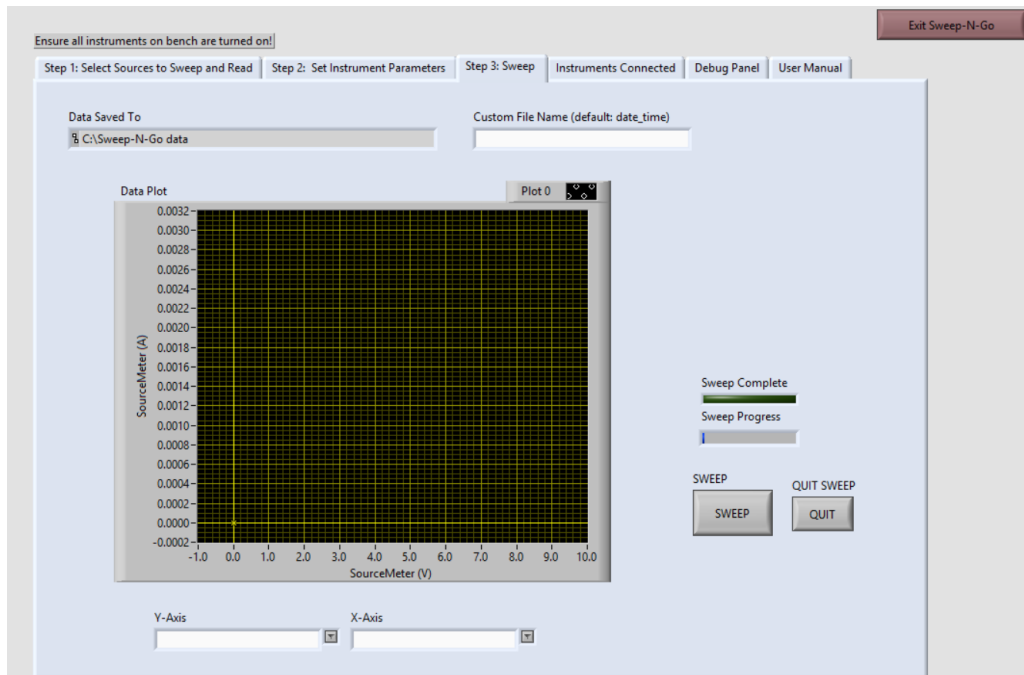 Exit Sweep-N-Go
Ensure all instruments on bench are turned on!
Step 1: Select Sources to Sweep and Read
Step 2: Set Instrument Parameters
Step 3: Sweep
Instruments Connected
Debug Panel
User Manual
Data Saved To
Custom File Name (default: date_time)
C:\Sweep-N-Go data
Data Plot
Plot 0
0.0032
0.0030
0.0028
0.0026
0.0024
0.0022
0.0020
0.0018
0.0016
0.0014
0.0012
0.0010
0.0008
0.0006
0.0004
0.0002
0.0000
-0.0002
SourceMeter (A)
-1.0 0.0 1.0 2.0 3.0 4.0 5.0 6.0 7.0 8.0 9.0 10.0
SourceMeter (V)
Sweep Complete
Sweep Progress
SWEEP
QUIT SWEEP
SWEEP
QUIT
Y-Axis
X-Axis